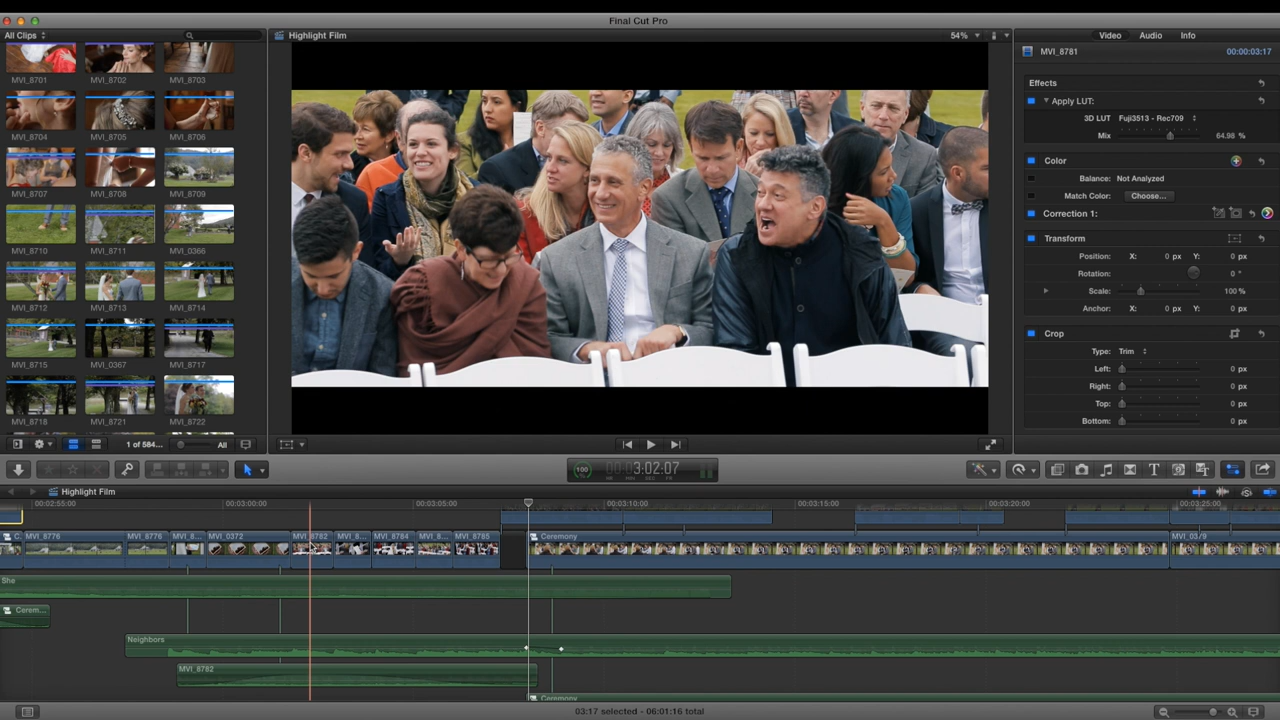 Final Cut Pro
All Clips
Highlight Film
54%
Video Audio Info
MVI_8701 MVI_8702 MVI_8703
MVI_8704 MVI_8705 MVI_8706
MVI_8707 MVI_8708 MVI_8709
MVI_8710 MVI_8711 MVI_0366
MVI_8712 MVI_8713 MVI_8714
MVI_8715 MVI_0367 MVI_8717
MVI_8718 MVI_8721 MVI_8722
1 of 584... All
MVI_8781 00:00:03:17
Effects
Apply LUT:
3D LUT Fuji3513 - Rec709
Mix 64.98 %
Color
Balance: Not Analyzed
Match Color: Choose...
Correction 1:
Transform
Position: X: 0 px Y: 0 px
Rotation: 0 °
Scale: 100 %
Anchor: X: 0 px Y: 0 px
Crop
Type: Trim
Left: 0 px
Right: 0 px
Top: 0 px
Bottom: 0 px
100 3:02:07
HR MIN SEC FR
Highlight Film
00:02:55:00 00:03:00:00 00:03:05:00 00:03:10:00 00:03:15:00 00:03:20:00 00:03:25:00
C. MVI_8776 MVI_8776 MVI_8... MVI_0372 MVI_8782 MVI_8... MVI_8784 MVI_8... MVI_8785 Ceremony MVI_0379
She
Cerem...
Neighbors
MVI_8782
Ceremony
03:17 selected - 06:01:16 total